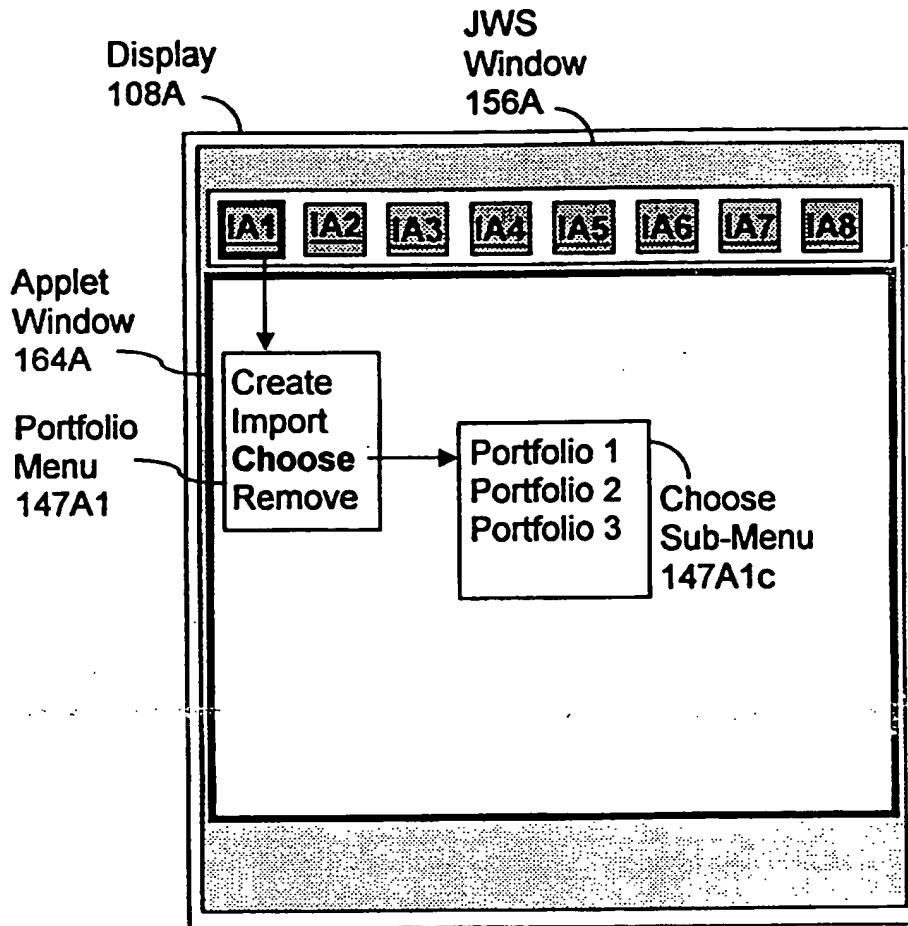 Display
108A
JWS
Window
156A
IA1 IA2 IA3 IA4 IA5 IA6 IA7 IA8
Applet
Window
164A
Portfolio
Menu
147A1
Create
Import
Choose
Remove
Portfolio 1
Portfolio 2
Portfolio 3
Choose
Sub-Menu
147A1c